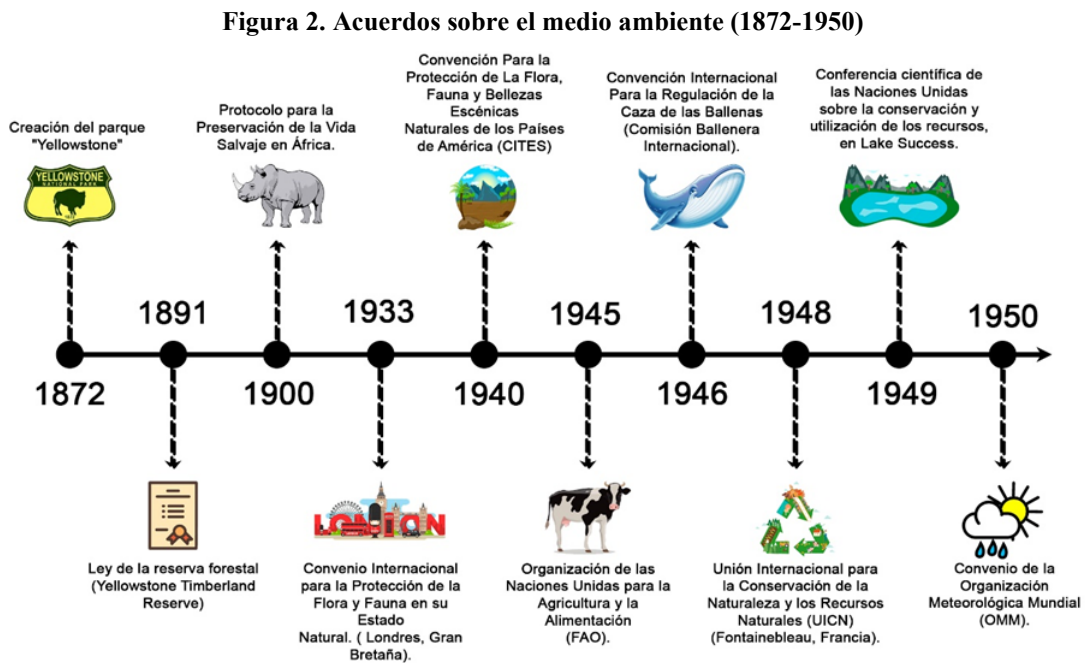 Figura 2. Acuerdos sobre el medio ambiente (1872-1950)
Creación del parque
"Yellowstone"
YELLOWSTONE
NATIONAL PARK
1872
Protocolo para la
Preservación de la Vida
Salvaje en África.
Convención Para la
Protección de La Flora,
Fauna y Bellezas
Escénicas
Naturales de los Países
de América (CITES)
Convención Internacional
Para la Regulación de la
Caza de las Ballenas
(Comisión Ballenera
Internacional).
Conferencia científica de
las Naciones Unidas
sobre la conservación y
utilización de los recursos,
en Lake Success.
1891
1933
1945
1948
1950
1872
1900
1940
1946
1949
Ley de la reserva forestal
(Yellowstone Timberland
Reserve)
LONDON
Convenio Internacional
para la Protección de la
Flora y Fauna en su
Estado
Natural. ( Londres, Gran
Bretaña).
Organización de las
Naciones Unidas para la
Agricultura y la
Alimentación
(FAO).
Unión Internacional para
la Conservación de la
Naturaleza y los Recursos
Naturales (UICN)
(Fontainebleau, Francia).
Convenio de la
Organización
Meteorológica Mundial
(OMM).